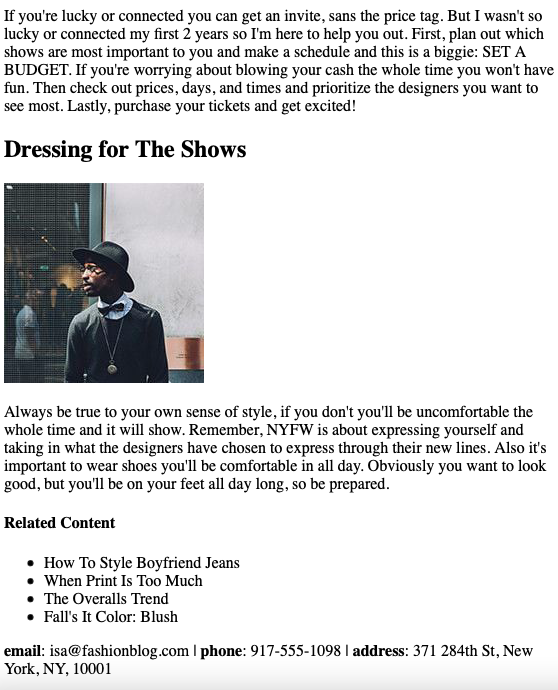 If you're lucky or connected you can get an invite, sans the price tag. But I wasn't so
lucky or connected my first 2 years so I'm here to help you out. First, plan out which
shows are most important to you and make a schedule and this is a biggie: SET A
BUDGET. If you're worrying about blowing your cash the whole time you won't have
fun. Then check out prices, days, and times and prioritize the designers you want to
see most. Lastly, purchase your tickets and get excited!
Dressing for The Shows
Always be true to your own sense of style, if you don't you'll be uncomfortable the
whole time and it will show. Remember, NYFW is about expressing yourself and
taking in what the designers have chosen to express through their new lines. Also it's
important to wear shoes you'll be comfortable in all day. Obviously you want to look
good, but you'll be on your feet all day long, so be prepared.
Related Content
• How To Style Boyfriend Jeans
• When Print Is Too Much
• The Overalls Trend
• Fall's It Color: Blush
email: isa@fashionblog.com | phone: 917-555-1098 | address: 371 284th St, New
York, NY, 10001